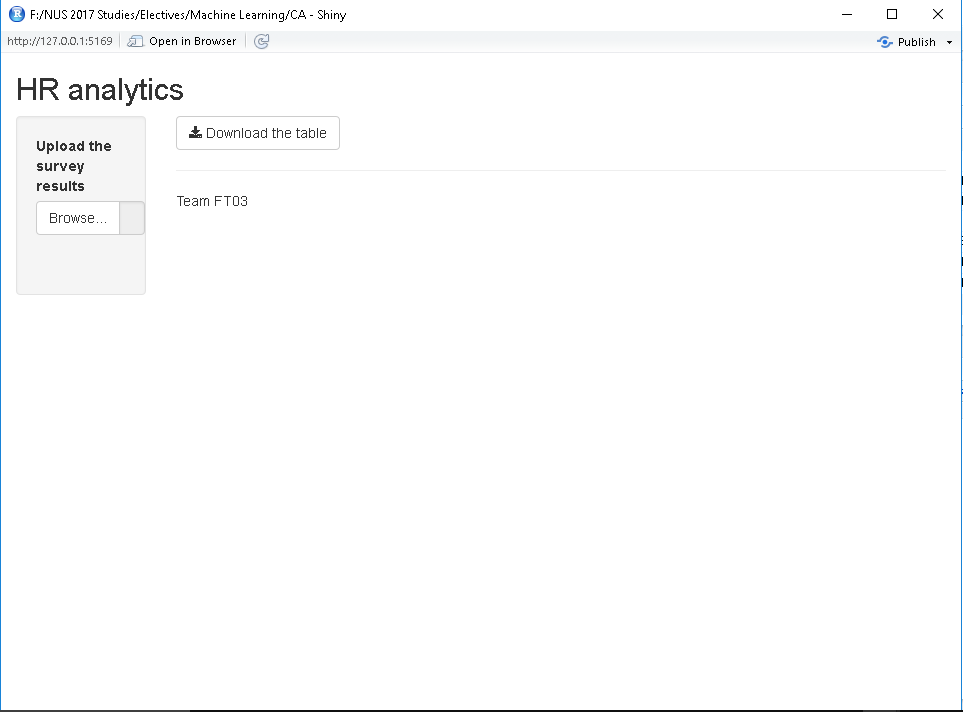 F:/NUS 2017 Studies/Electives/Machine Learning/CA - Shiny
http://127.0.0.1:5169 Open in Browser Publish
HR analytics
Upload the
survey
results
Browse...
Download the table
Team FT03